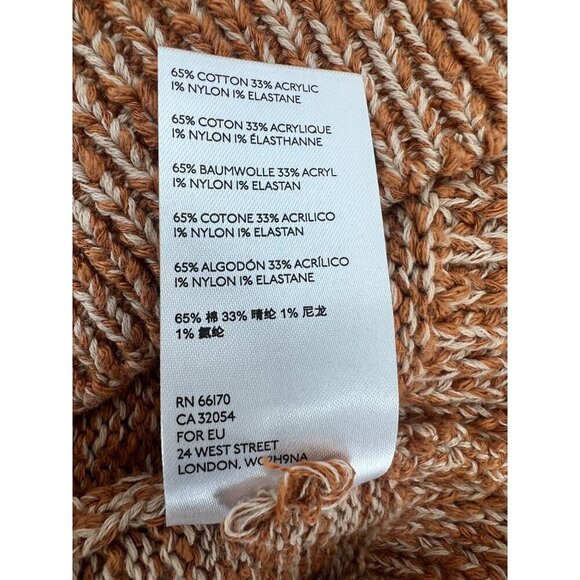 65% COTTON 33% ACRYLIC
1% NYLON 1% ELASTANE
65% COTON 33% ACRYLIQUE
1% NYLON 1% ÉLASTHANNE
65% BAUMWOLLE 33% ACRYL
1% NYLON 1% ELASTAN
65% COTONE 33% ACRILICO
1% NYLON 1% ELASTAN
65% ALGODÓN 33% ACRÍLICO
1% NYLON 1% ELASTANE
65% 棉 33% 晴纶 1% 尼龙
1% 氨纶
RN 66170
CA 32054
FOR EU
24 WEST STREET
LONDON, WC2H9NA